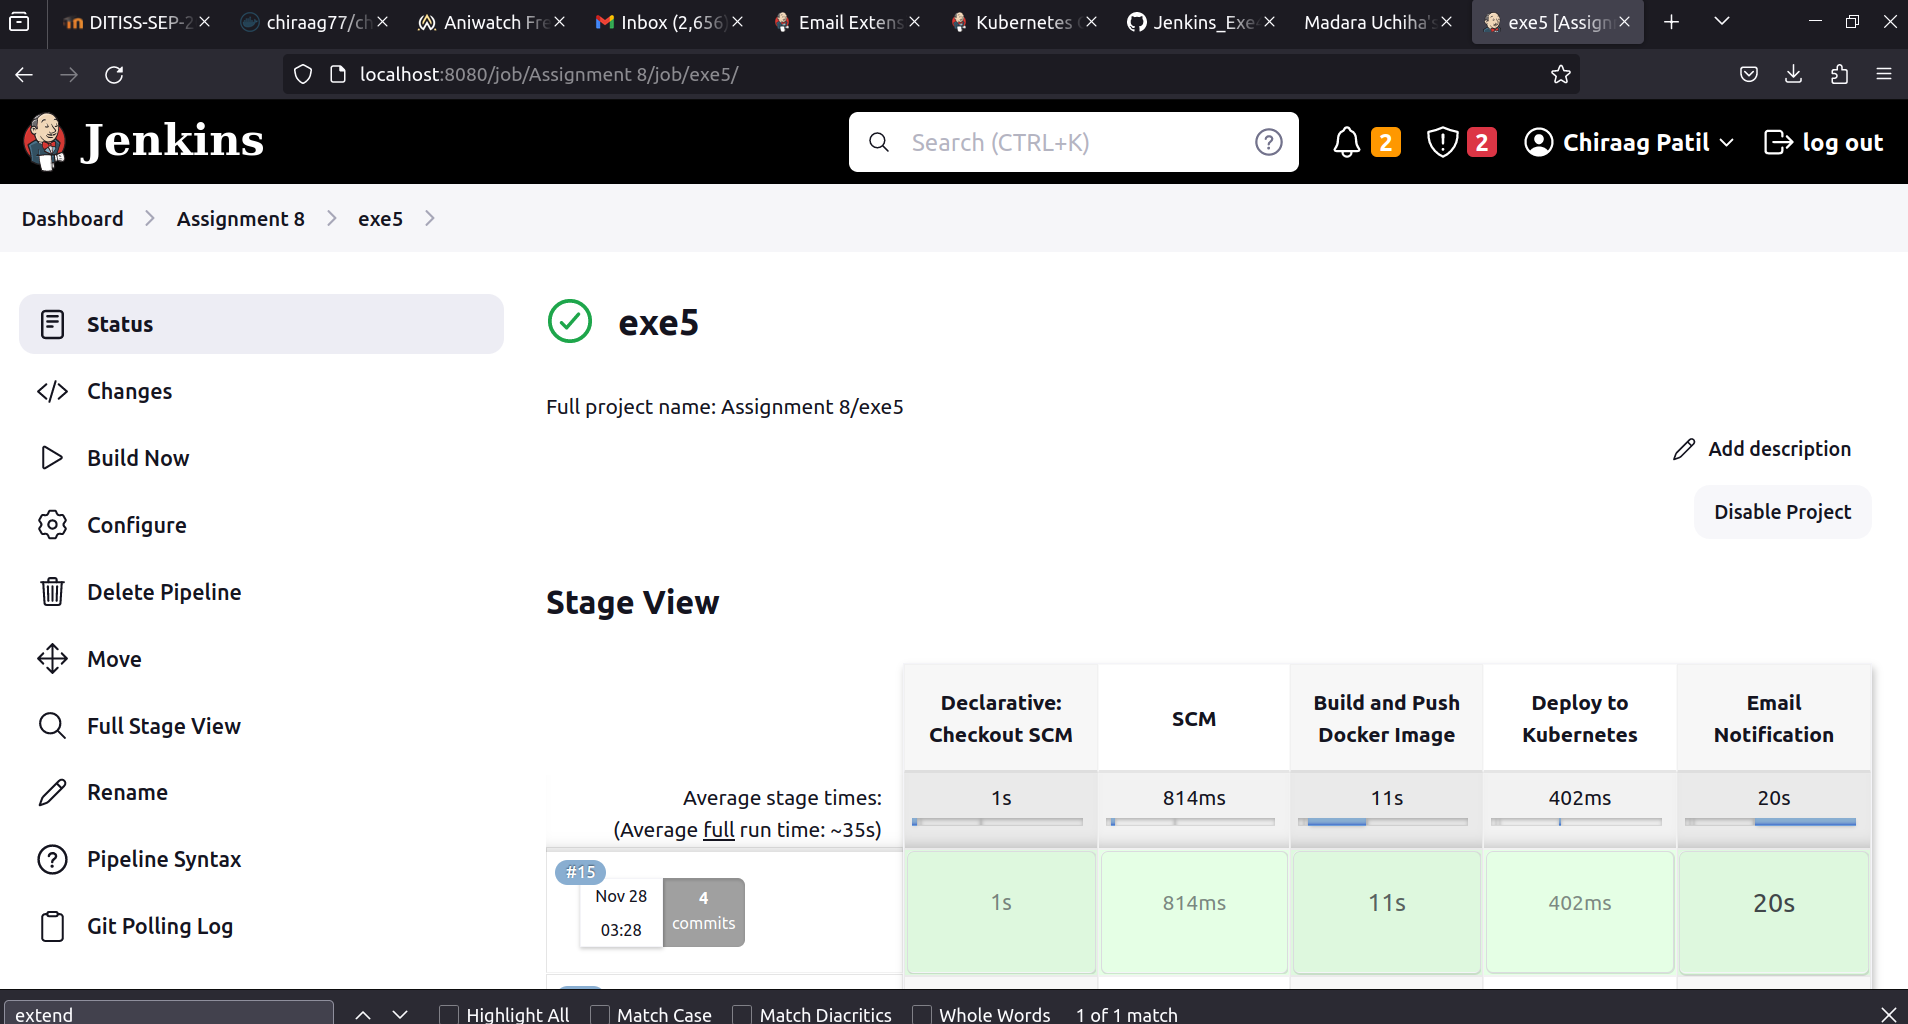 DITISS-SEP-2
chiraag77/ch
Aniwatch Fre
Inbox (2,656)
Email Extens
Kubernetes
Jenkins_Exe
Madara Uchiha's
exe5 [Assign
localhost:8080/job/Assignment 8/job/exe5/
Jenkins
Search (CTRL+K)
2
2
Chiraag Patil
log out
Dashboard
Assignment 8
exe5
Status
Changes
Build Now
Configure
Delete Pipeline
Move
Full Stage View
Rename
Pipeline Syntax
Git Polling Log
exe5
Full project name: Assignment 8/exe5
Add description
Disable Project
Stage View
Declarative:
Checkout SCM
SCM
Build and Push
Docker Image
Deploy to
Kubernetes
Email
Notification
Average stage times:
(Average full run time: ~35s)
1s
814ms
11s
402ms
20s
#15
Nov 28
03:28
4
commits
1s
814ms
11s
402ms
20s
extend
Highlight All
Match Case
Match Diacritics
Whole Words
1 of 1 match